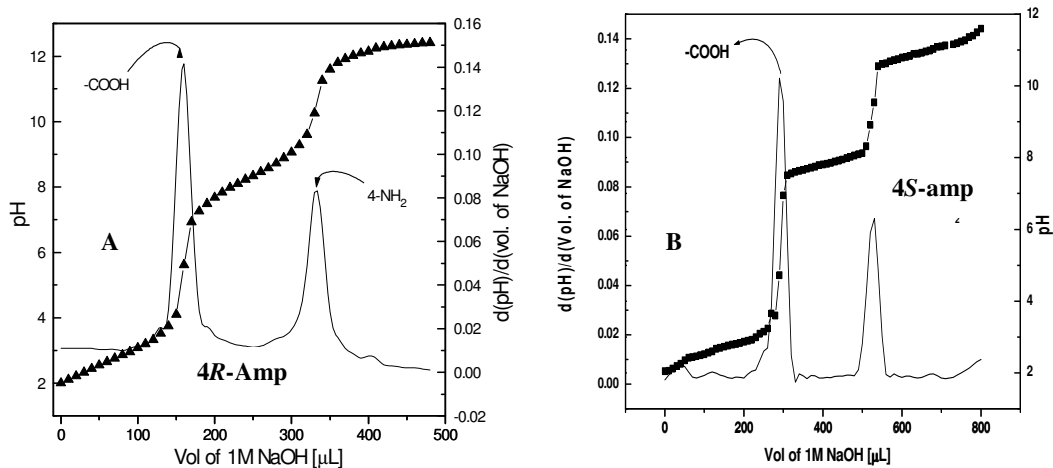 12
10
8
6
4
2
pH
-COOH
4-NH2
A
4R-Amp
0.16
0.14
0.12
0.10
0.08
0.06
0.04
0.02
0.00
-0.02
d(pH)/d(vol. of NaOH)
0 100 200 300 400 500
Vol of 1M NaOH [µL]
0.14
0.12
0.10
0.08
0.06
0.04
0.02
0.00
d(pH)/d(Vol. of NaOH)
-COOH
4S-amp
B
12
10
8
6
4
2
pH
0 200 400 600 800
Vol of 1M NaOH [µL]